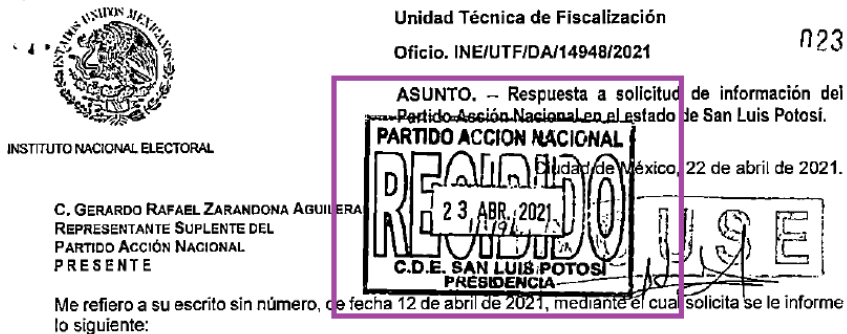 ESTADOS UNIDOS MEXICANOS
INSTITUTO NACIONAL ELECTORAL
Unidad Técnica de Fiscalización
Oficio. INE/UTF/DA/14948/2021
023
ASUNTO. – Respuesta a solicitud de información del
Partido Acción Nacional en el estado de San Luis Potosí.
Ciudad de México, 22 de abril de 2021.
PARTIDO ACCION NACIONAL
RECIBIDO
23 ABR. 2021
C.D.E. SAN LUIS POTOSI
PRESIDENCIA
USE
C. GERARDO RAFAEL ZARANDONA AGUILERA
REPRESENTANTE SUPLENTE DEL
PARTIDO ACCIÓN NACIONAL
PRESENTE
Me refiero a su escrito sin número, de fecha 12 de abril de 2021, mediante el cual solicita se le informe
lo siguiente: